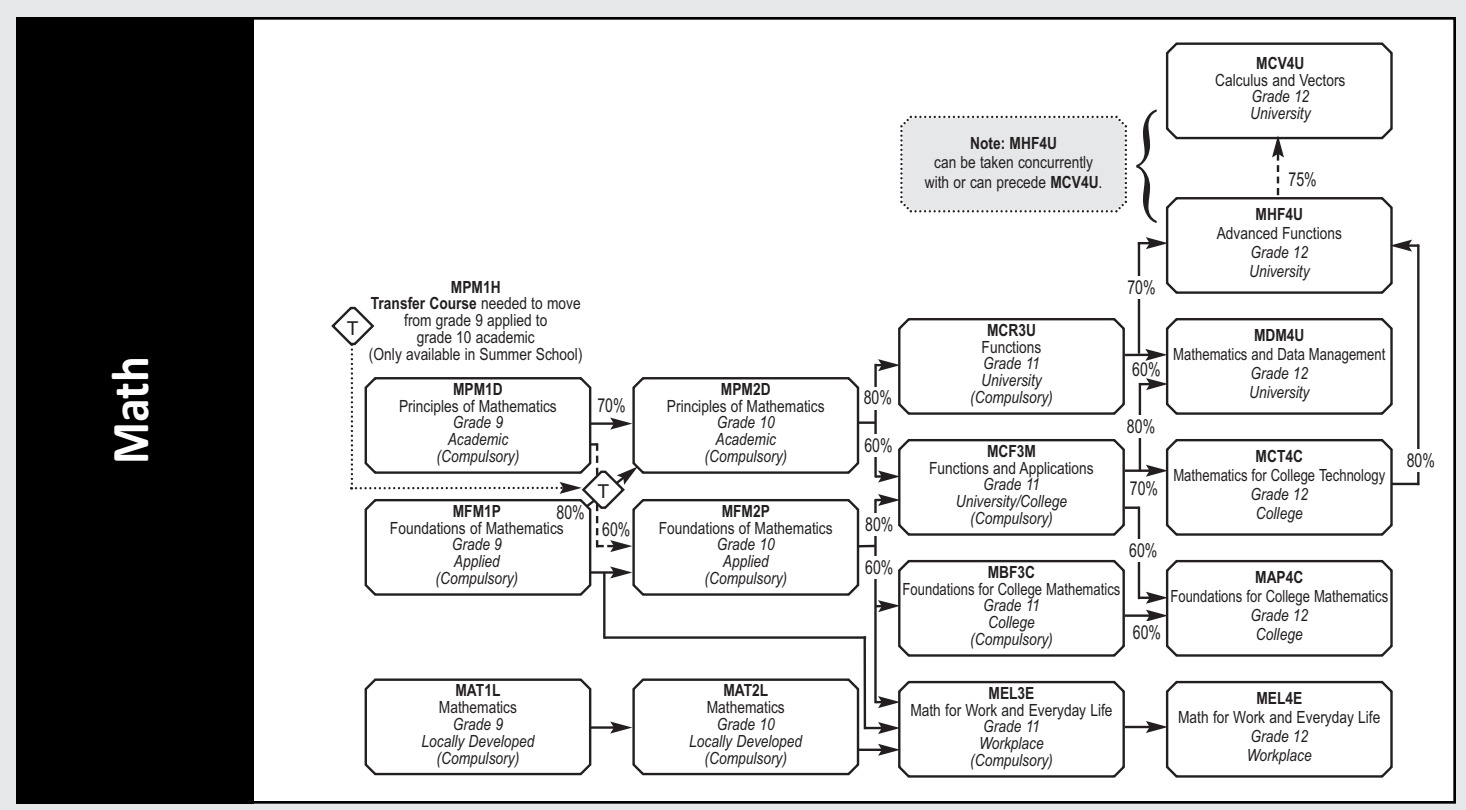 Math
MCV4U
Calculus and Vectors
Grade 12
University
Note: MHF4U
can be taken concurrently
with or can precede MCV4U.
75%
MHF4U
Advanced Functions
Grade 12
University
70%
MPM1H
Transfer Course needed to move
from grade 9 applied to
grade 10 academic
(Only available in Summer School)
T
MPM1D
Principles of Mathematics
Grade 9
Academic
(Compulsory)
70%
MPM2D
Principles of Mathematics
Grade 10
Academic
(Compulsory)
80%
60%
MCR3U
Functions
Grade 11
University
(Compulsory)
60%
MDM4U
Mathematics and Data Management
Grade 12
University
80%
T
80%
60%
MFM1P
Foundations of Mathematics
Grade 9
Applied
(Compulsory)
MFM2P
Foundations of Mathematics
Grade 10
Applied
(Compulsory)
80%
60%
MCF3M
Functions and Applications
Grade 11
University/College
(Compulsory)
70%
60%
MCT4C
Mathematics for College Technology
Grade 12
College
80%
MBF3C
Foundations for College Mathematics
Grade 11
College
(Compulsory)
60%
MAP4C
Foundations for College Mathematics
Grade 12
College
MAT1L
Mathematics
Grade 9
Locally Developed
(Compulsory)
MAT2L
Mathematics
Grade 10
Locally Developed
(Compulsory)
MEL3E
Math for Work and Everyday Life
Grade 11
Workplace
(Compulsory)
MEL4E
Math for Work and Everyday Life
Grade 12
Workplace